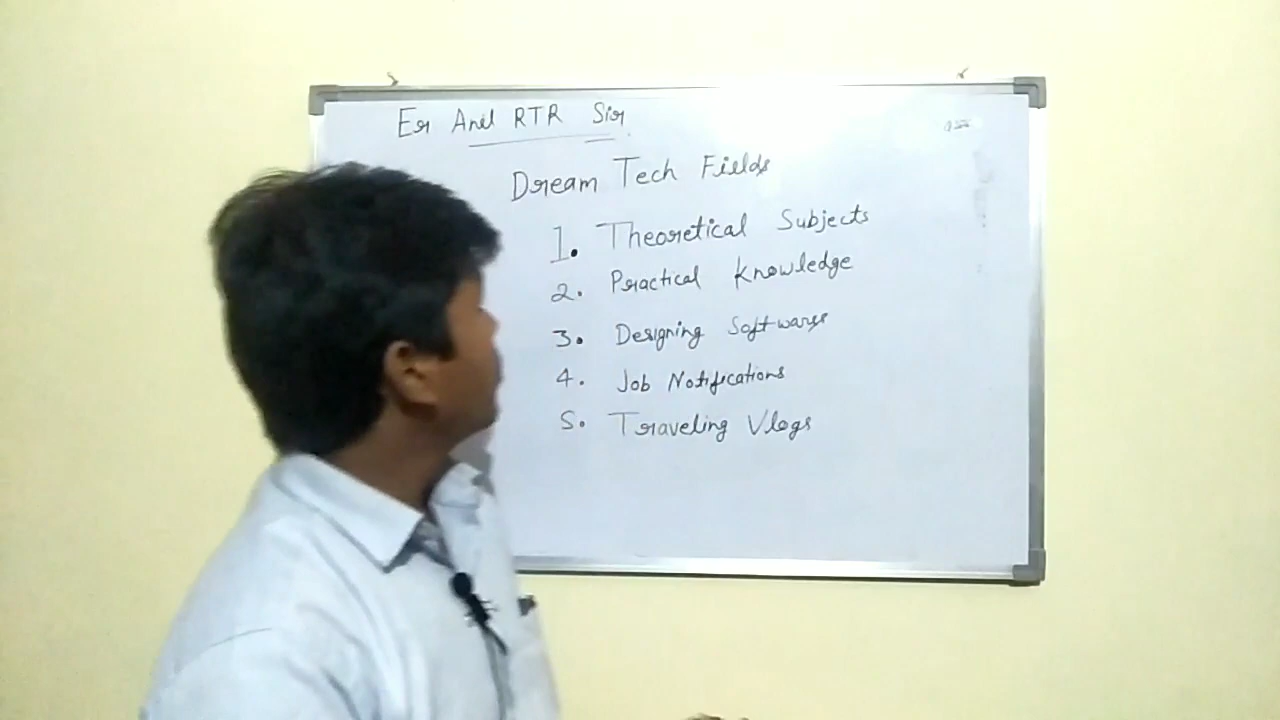 Er Anil RTR Sir
Dream Tech Fields
1. Theoretical Subjects
2. Practical Knowledge
3. Designing Softwares
4. Job Notifications
5. Traveling Vlogs